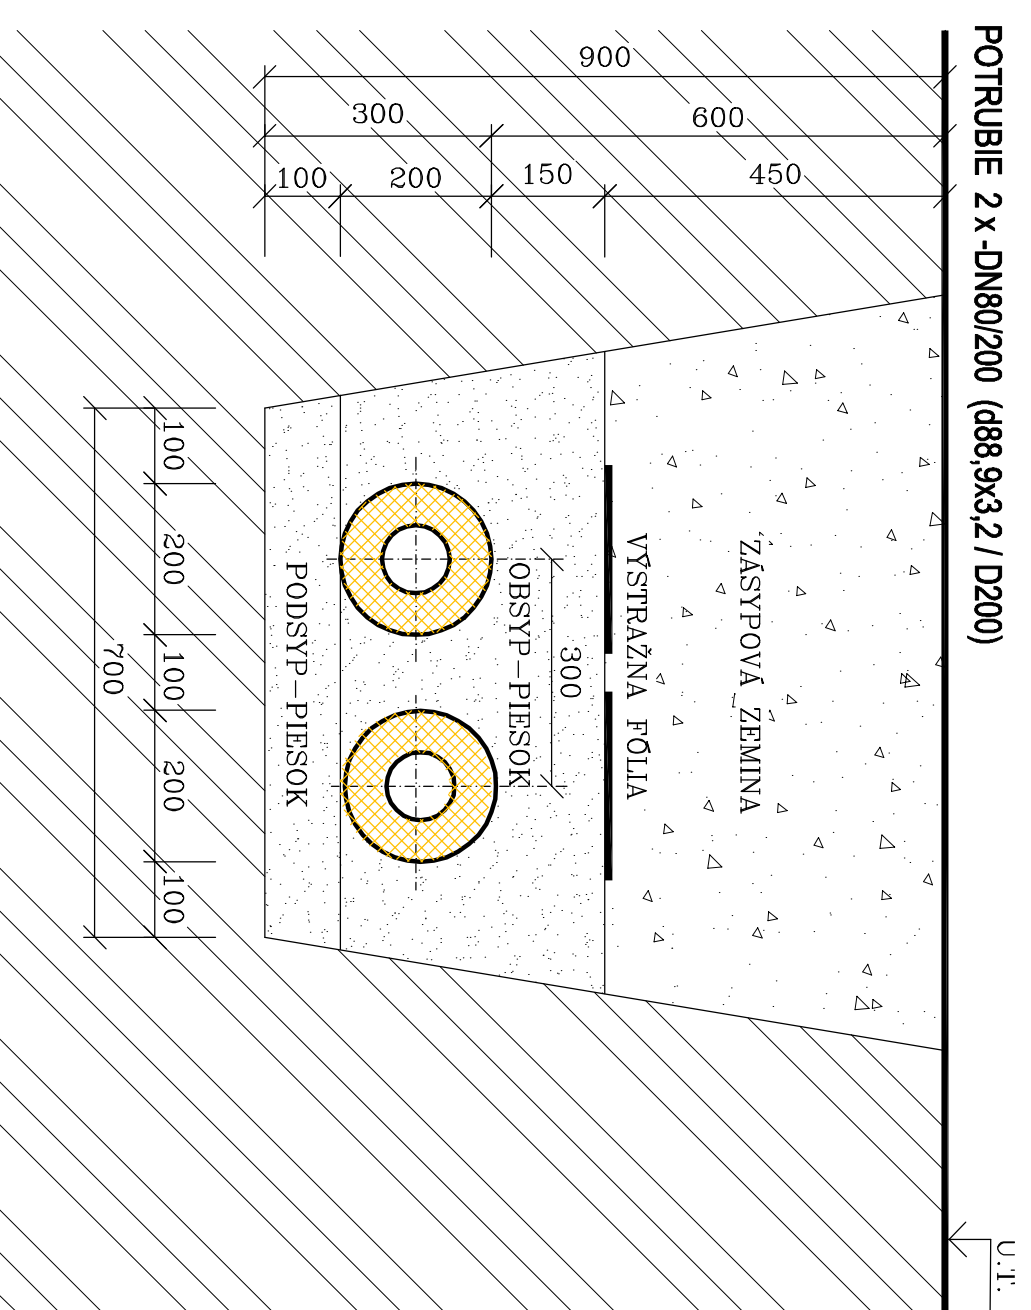 POTRUBIE 2 x -DN80/200 (d88,9x3,2 / D200)
U.T.
900
600
300
450
150
200
100
ZÁSYPOVÁ ZEMINA
VÝSTRAŽNA FÓLIA
300
OBSYP-PIESOK
PODSYP-PIESOK
100
200
100
200
100
700